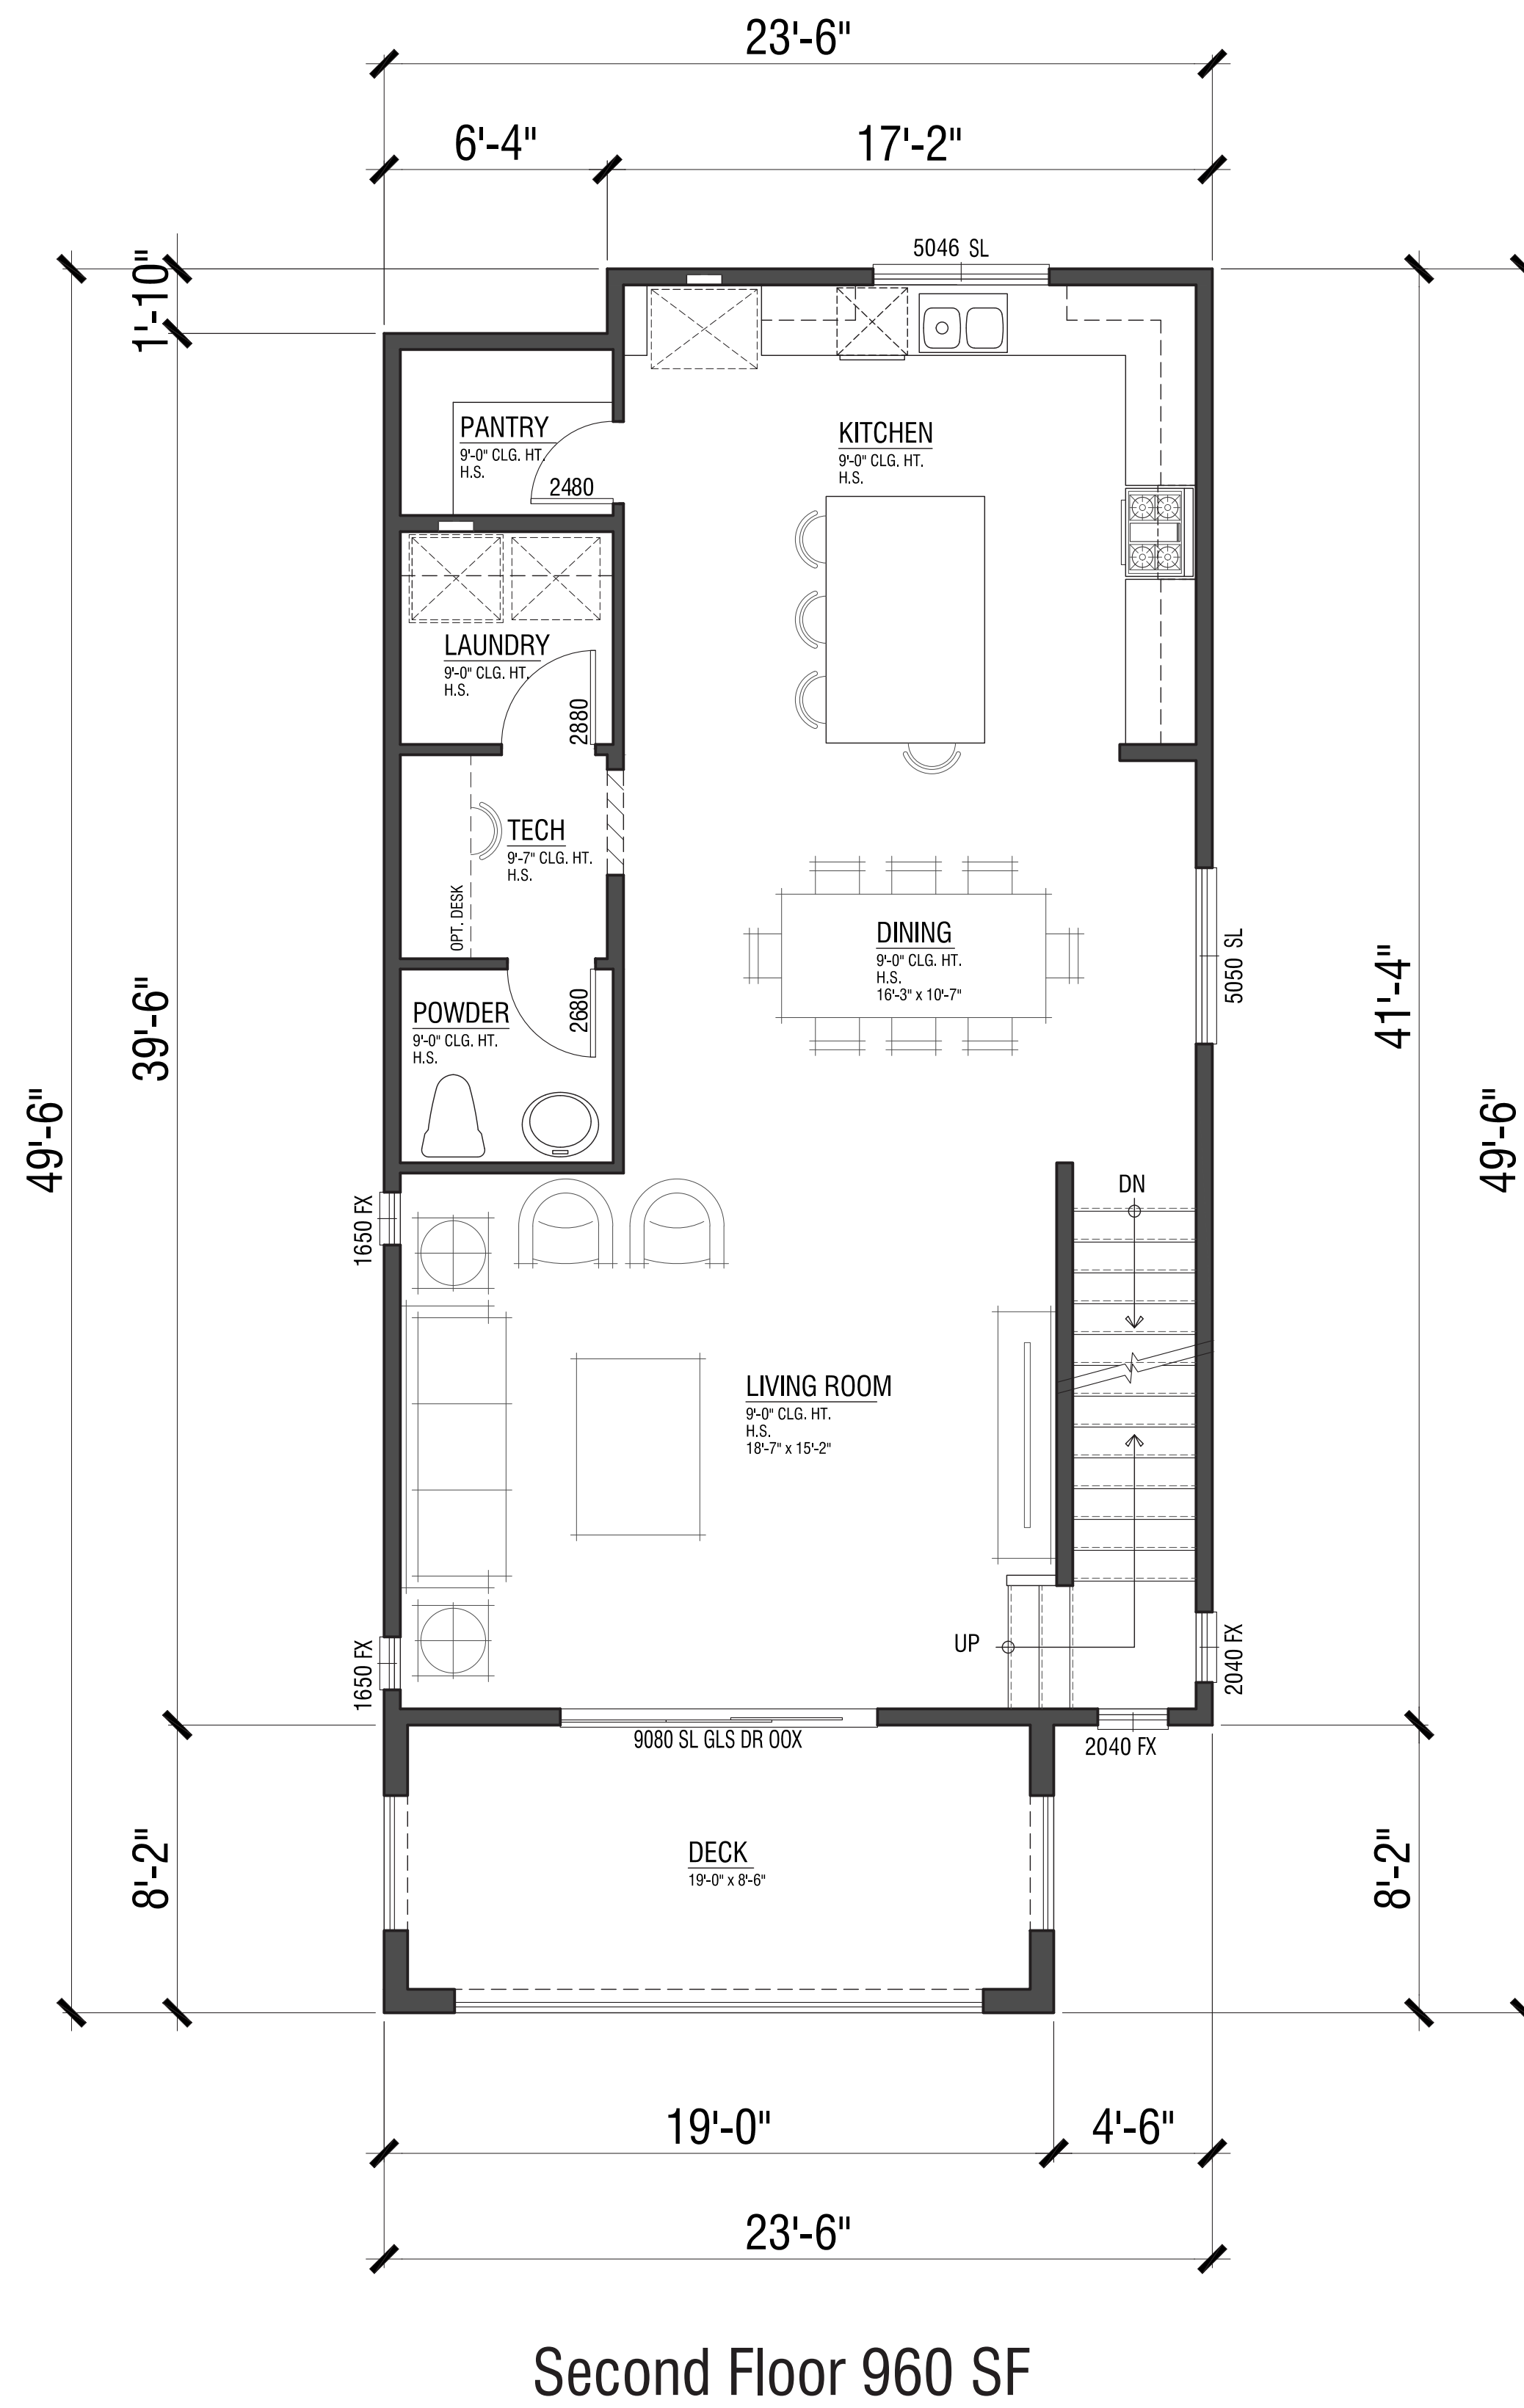 23'-6"
6'-4"
17'-2"
1'-10"
5046 SL
PANTRY
9'-0" CLG. HT.
H.S.
2480
KITCHEN
9'-0" CLG. HT.
H.S.
LAUNDRY
9'-0" CLG. HT.
H.S.
2880
TECH
9'-7" CLG. HT.
H.S.
OPT. DESK
DINING
9'-0" CLG. HT.
H.S.
16'-3" x 10'-7"
5050 SL
POWDER
9'-0" CLG. HT.
H.S.
2680
39'-6"
41'-4"
49'-6"
49'-6"
DN
1650 FX
LIVING ROOM
9'-0" CLG. HT.
H.S.
18'-7" x 15'-2"
UP
1650 FX
2040 FX
9080 SL GLS DR OOX
2040 FX
DECK
19'-0" x 8'-6"
8'-2"
8'-2"
19'-0"
4'-6"
23'-6"
Second Floor 960 SF